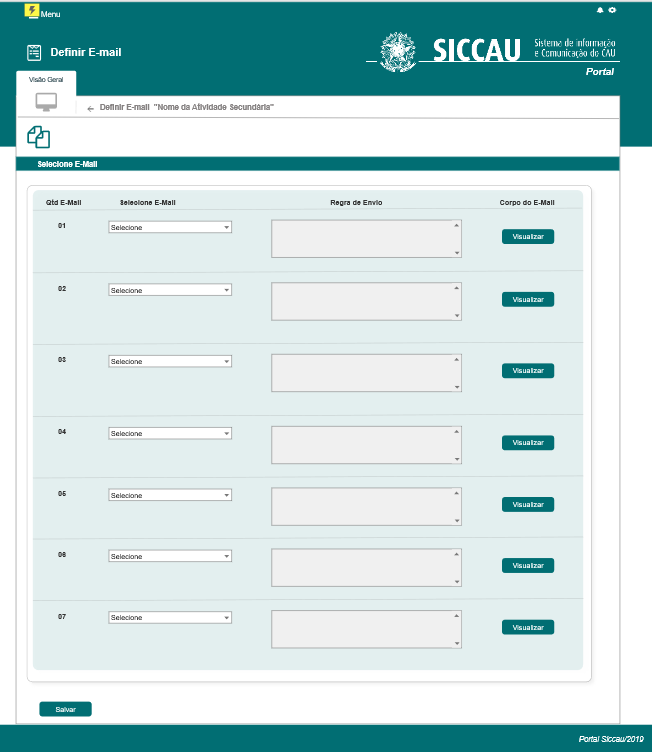 Menu
Definir E-mail
SICCAU
Sistema de informação
e Comunicação do CAU
Portal
Visão Geral
Definir E-mail "Nome da Atividade Secundária"
Selecione E-Mail
Qtd E-Mail Selecione E-Mail Regra de Envio Corpo do E-Mail
01 Selecione Visualizar
02 Selecione Visualizar
03 Selecione Visualizar
04 Selecione Visualizar
05 Selecione Visualizar
06 Selecione Visualizar
07 Selecione Visualizar
Salvar
Portal Siccau/2019